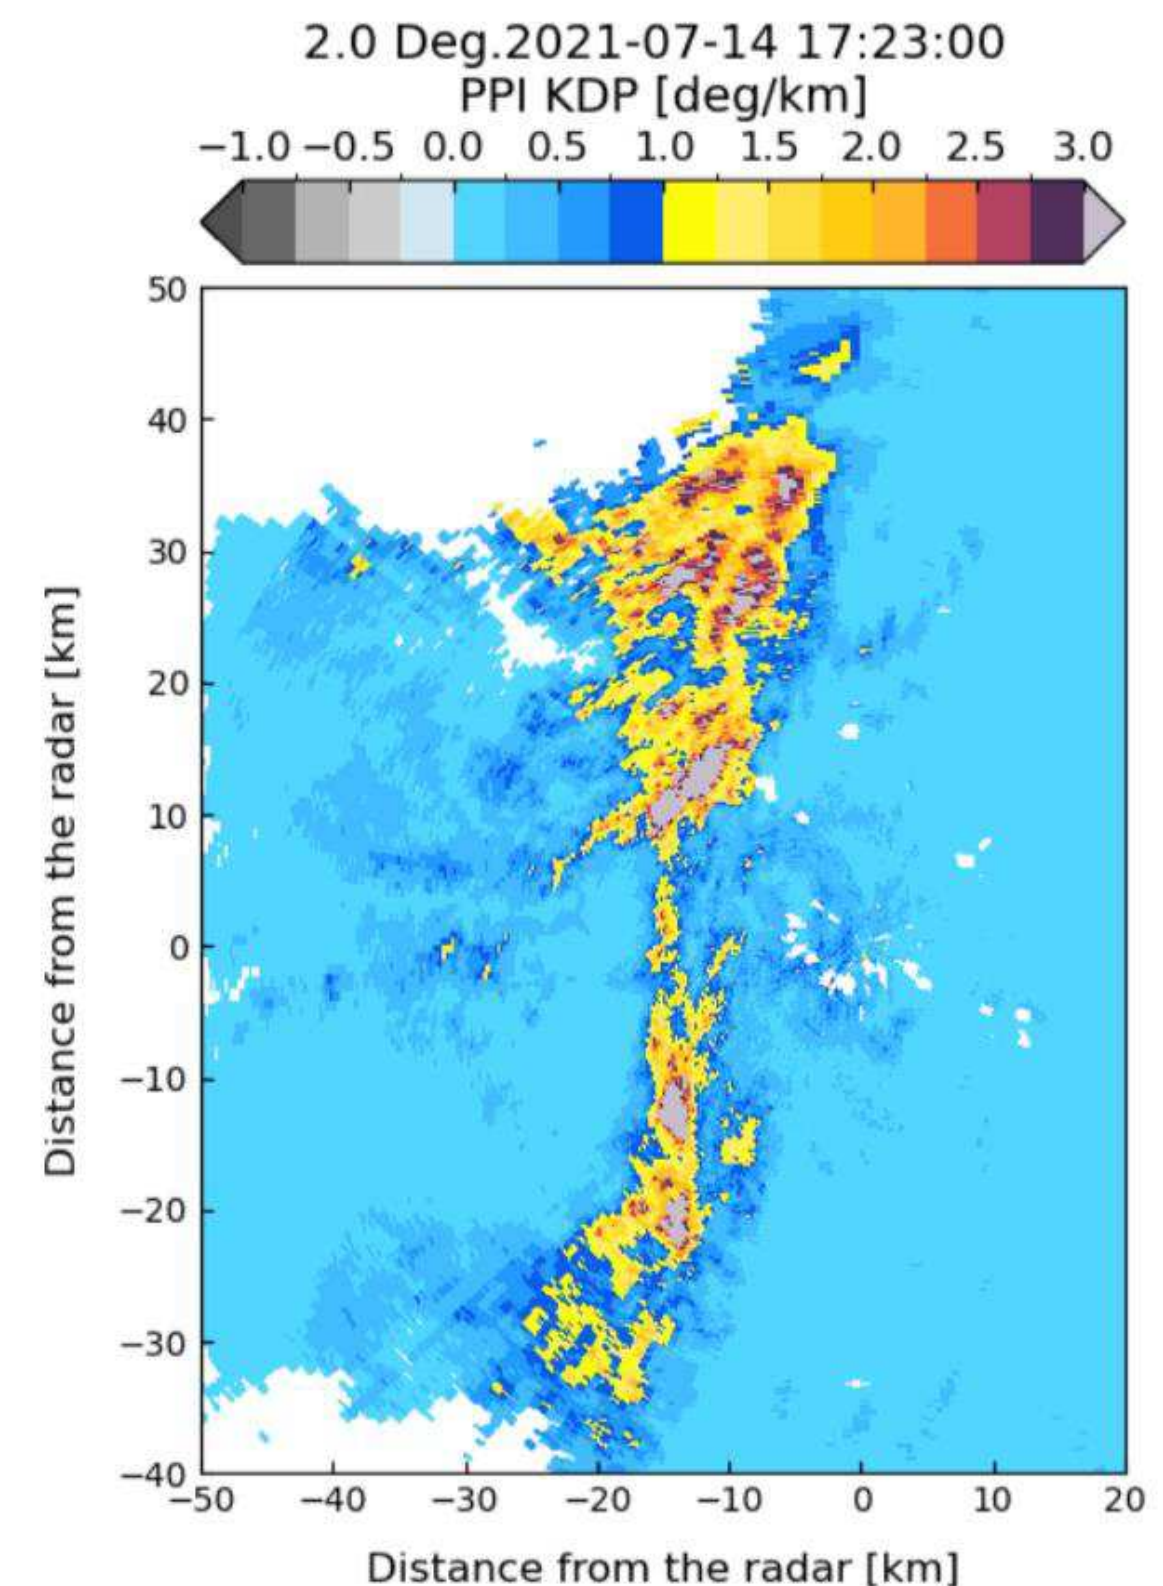 2.0 Deg.2021-07-14 17:23:00
PPI KDP [deg/km]
−1.0 −0.5 0.0 0.5 1.0 1.5 2.0 2.5 3.0
50
40
30
20
10
0
−10
−20
−30
−40
Distance from the radar [km]
−50 −40 −30 −20 −10 0 10 20
Distance from the radar [km]